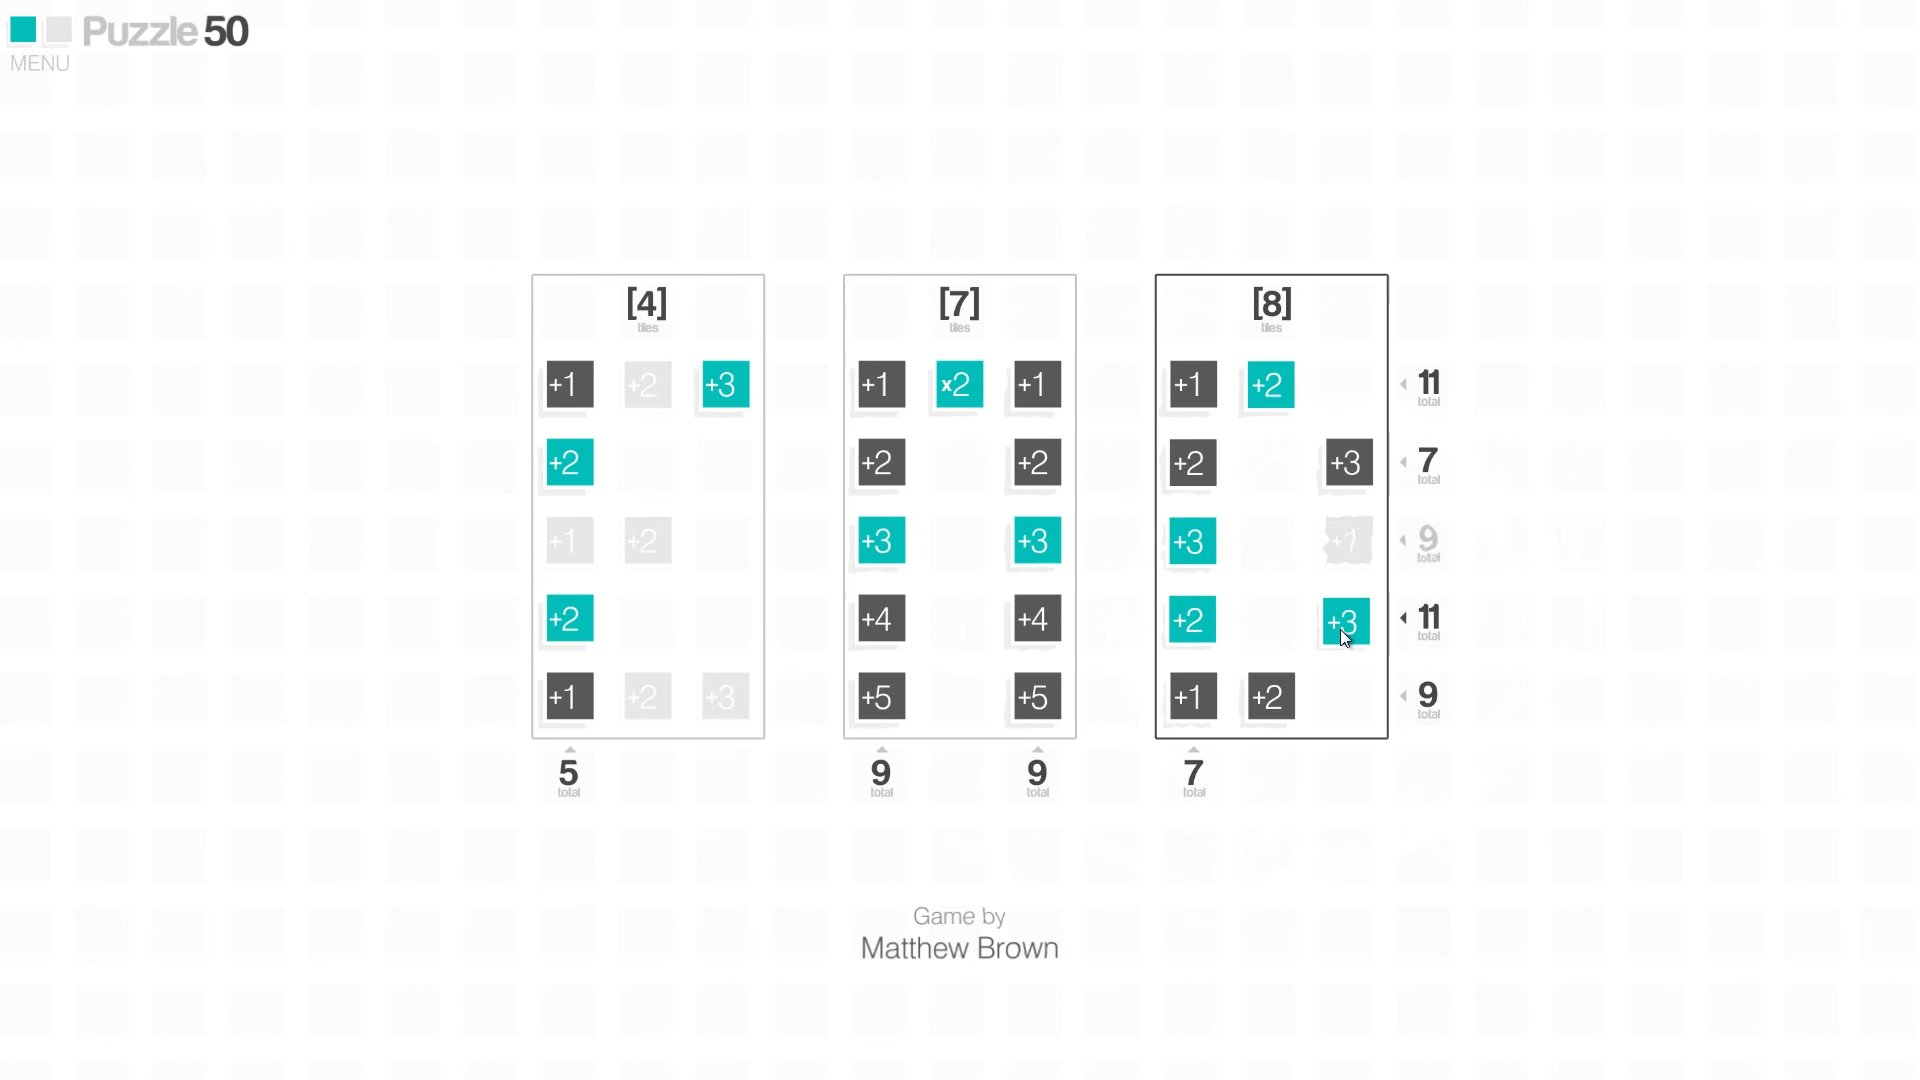 Puzzle 50
MENU
[4]
tiles
[7]
tiles
[8]
tiles
+1 +2 +3 +1 x2 +1 +1 +2 11
total
+2 +2 +2 +2 +3 7
total
+1 +2 +3 +3 +3 +1 9
total
+2 +4 +4 +2 +3 11
total
+1 +2 +3 +5 +5 +1 +2 9
total
5
total
9
total
9
total
7
total
Game by
Matthew Brown